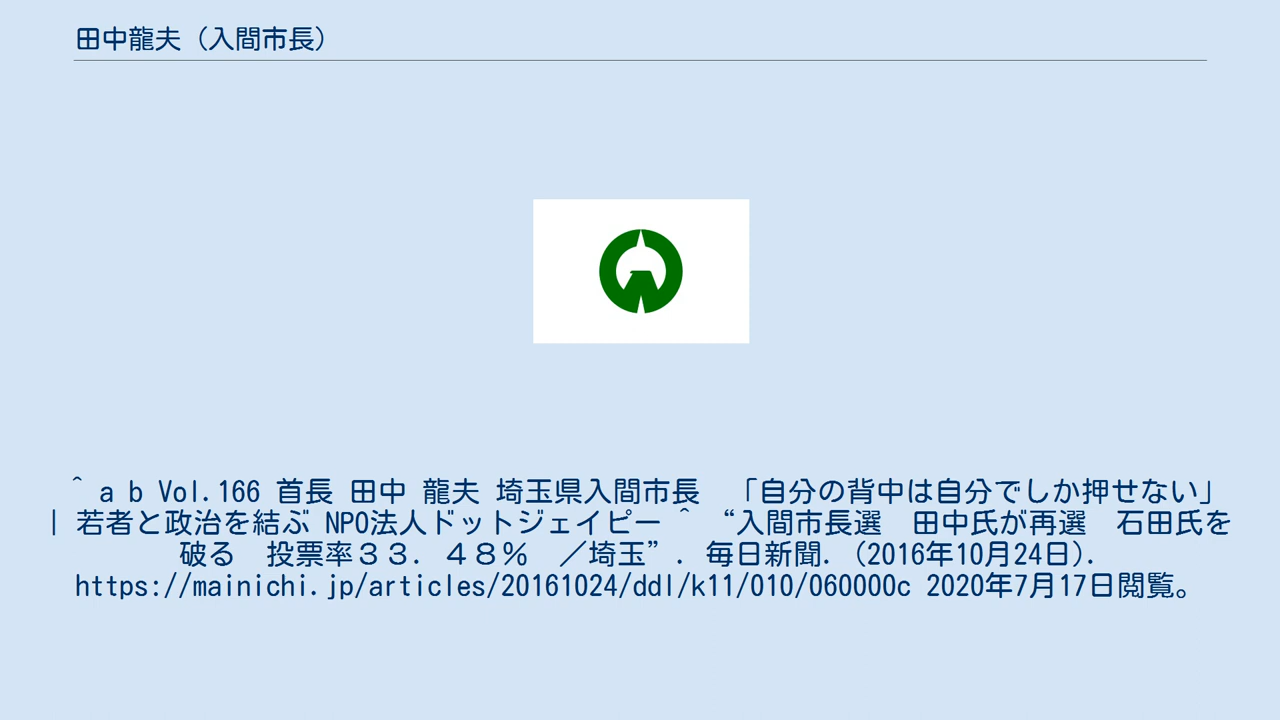 田中龍夫（入間市長）
^ a b Vol.166 首長 田中 龍夫 埼玉県入間市長　「自分の背中は自分でしか押せない」
| 若者と政治を結ぶ NPO法人ドットジェイピー ^ “入間市長選　田中氏が再選　石田氏を
破る　投票率３３．４８％　／埼玉”. 毎日新聞. (2016年10月24日).
https://mainichi.jp/articles/20161024/ddl/k11/010/060000c 2020年7月17日閲覧。